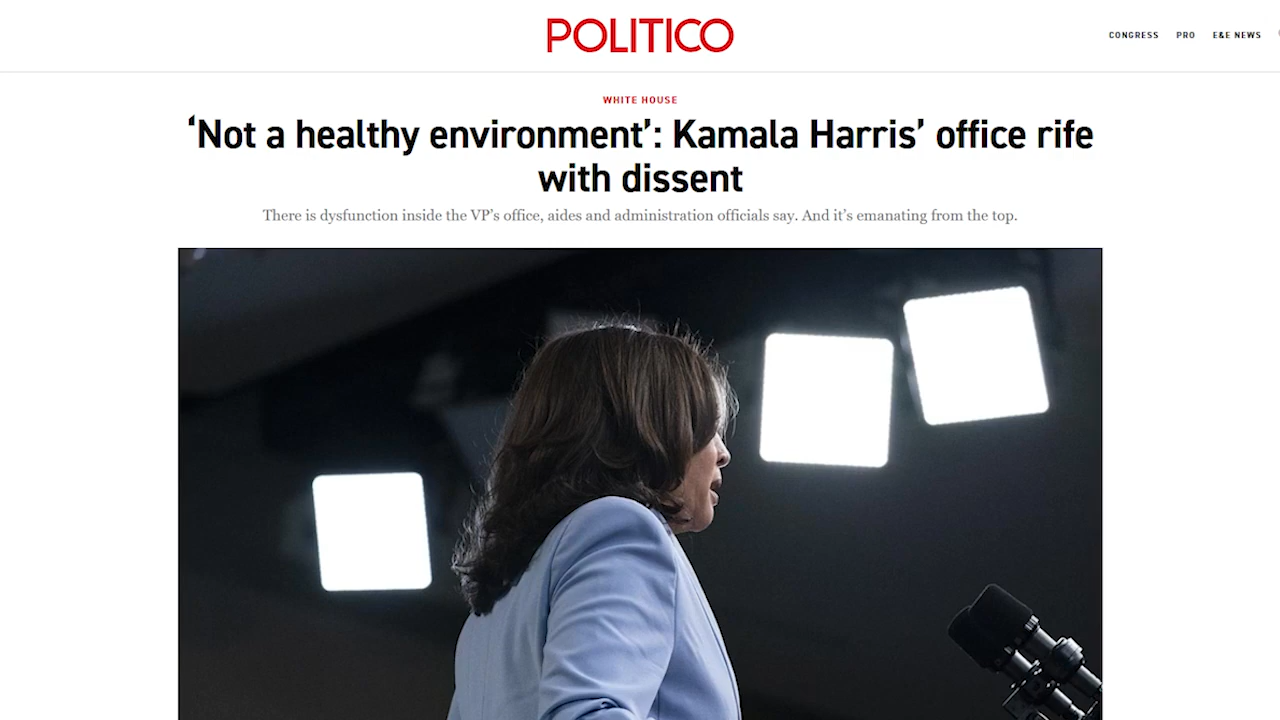 POLITICO
CONGRESS PRO E&E NEWS
WHITE HOUSE
‘Not a healthy environment’: Kamala Harris’ office rife
with dissent
There is dysfunction inside the VP’s office, aides and administration officials say. And it’s emanating from the top.